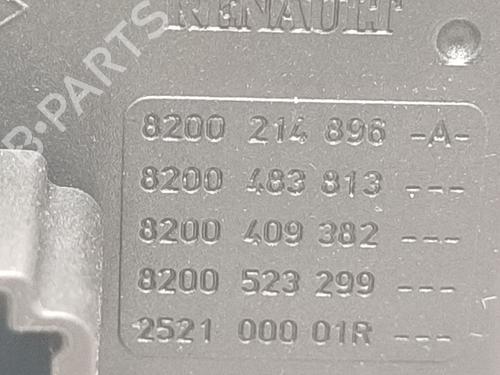 RENAULT
B-PARTS
8200 214 896 -A-
8200 483 813 ---
8200 409 382 ---
8200 523 299 ---
2521 000 01R ---